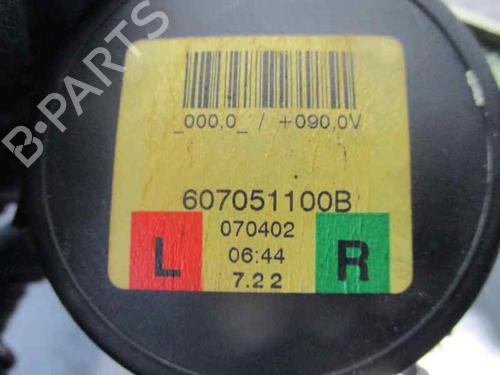 B-PARTS
_000,0_ / +090,0V
607051100B
070402
L 06:44 R
7.22